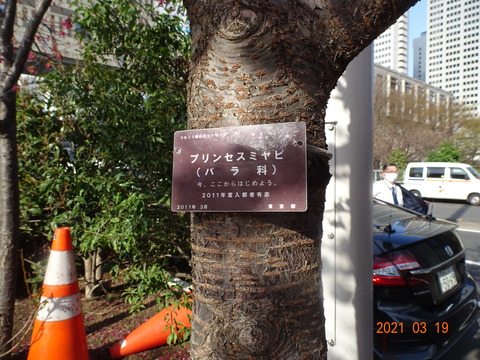 プリンセスミヤビ
（バラ科）
今、ここからはじめよう。
2011年度入都者有志
2011年 3月 東京都
2021 03 19